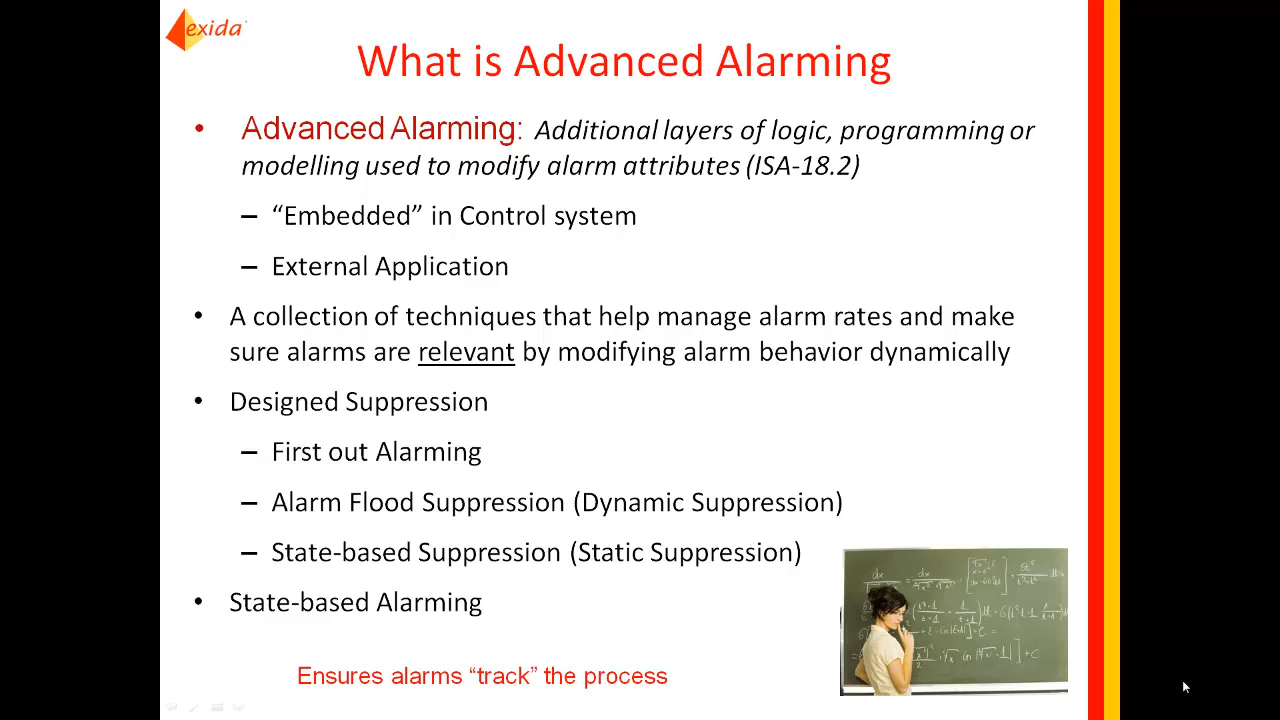 exida
What is Advanced Alarming
• Advanced Alarming: Additional layers of logic, programming or
modelling used to modify alarm attributes (ISA-18.2)
– “Embedded” in Control system
– External Application
• A collection of techniques that help manage alarm rates and make
sure alarms are relevant by modifying alarm behavior dynamically
• Designed Suppression
– First out Alarming
– Alarm Flood Suppression (Dynamic Suppression)
– State-based Suppression (Static Suppression)
• State-based Alarming
Ensures alarms “track” the process